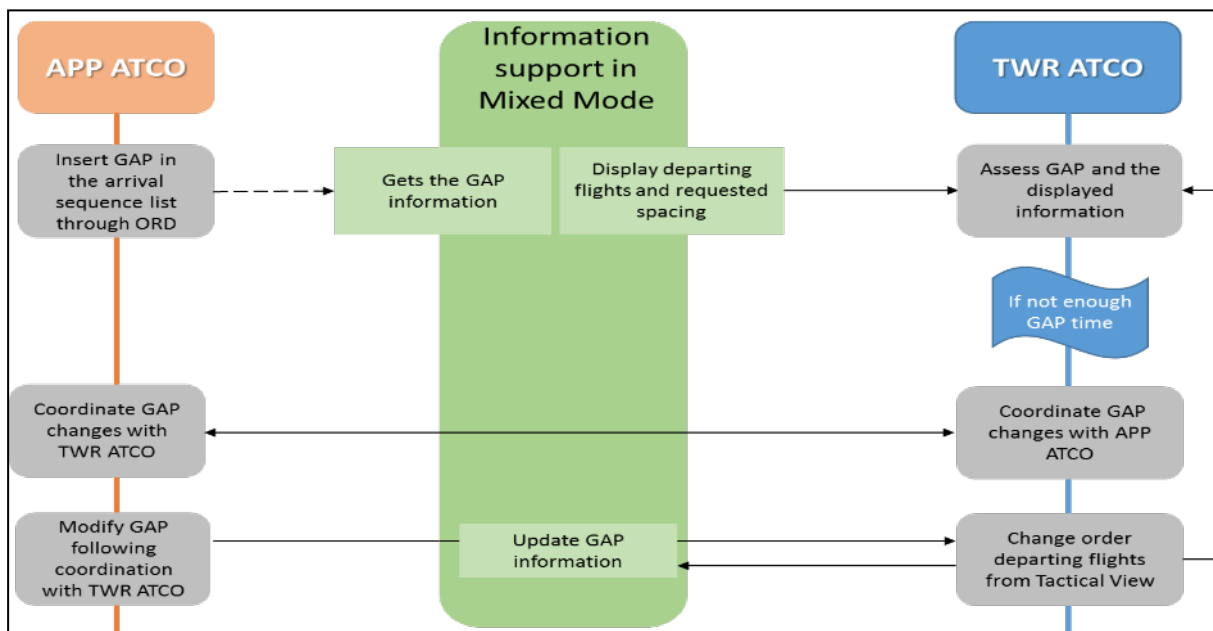 APP ATCO
Information
support in
Mixed Mode
TWR ATCO
Insert GAP in
the arrival
sequence list
through ORD
Gets the GAP
information
Display departing
flights and requested
spacing
Assess GAP and the
displayed
information
If not enough
GAP time
Coordinate GAP
changes with
TWR ATCO
Coordinate GAP
changes with APP
ATCO
Modify GAP
following
coordination
with TWR ATCO
Update GAP
information
Change order
departing flights
from Tactical View